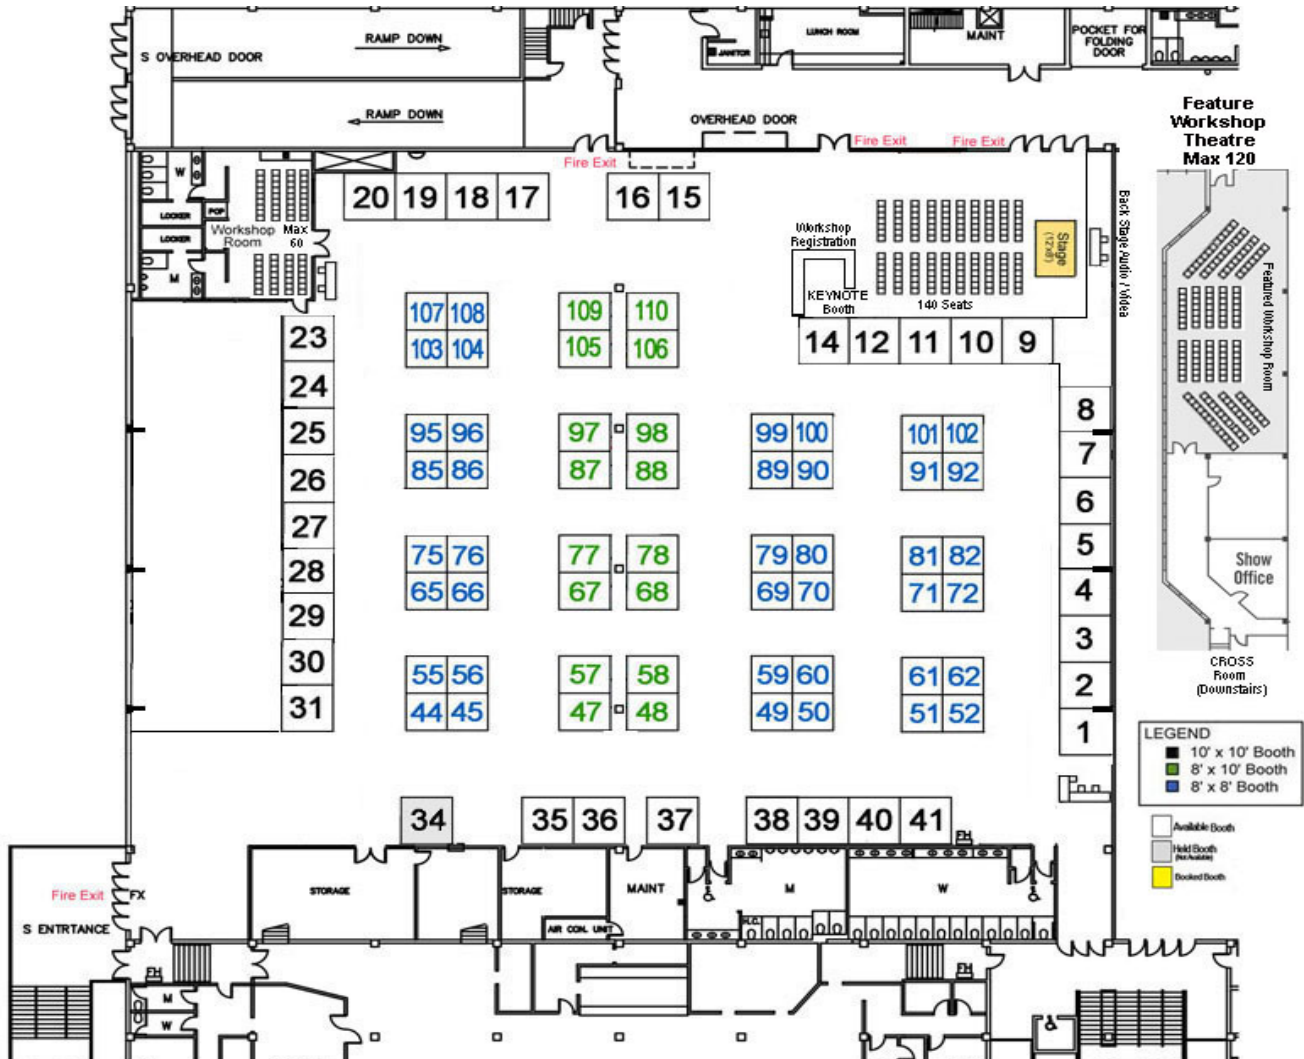 RAMP DOWN
S OVERHEAD DOOR
RAMP DOWN
JANITOR
LUNCH ROOM
MAINT
POCKET FOR
FOLDING
DOOR
OVERHEAD DOOR
Fire Exit
Fire Exit
Fire Exit
Feature
Workshop
Theatre
Max 120
W
LOCKER
POP
LOCKER
M
Workshop
Room
Max
60
20 19 18 17
16 15
Workshop
Registration
KEYNOTE
Booth
140 Seats
Stage
(12'x8')
Back Stage Audio / Videa
Featured Workshop Room
107 108
109 110
103 104
105 106
14 12 11 10 9
23
24
25
26
27
28
29
30
31
95 96
97 98
99 100
101 102
85 86
87 88
89 90
91 92
75 76
77 78
79 80
81 82
65 66
67 68
69 70
71 72
55 56
57 58
59 60
61 62
44 45
47 48
49 50
51 52
8
7
6
5
4
3
2
1
Show
Office
CROSS
Room
(Downstairs)
LEGEND
10' x 10' Booth
8' x 10' Booth
8' x 8' Booth
Available Booth
Held Booth
(Not Available)
Booked Booth
34
35 36
37
38 39 40 41
FH
Fire Exit
FX
S ENTRTANCE
STORAGE
STORAGE
AIR CON. UNIT
MAINT
H.C.
M
W
FH
M
W
FH